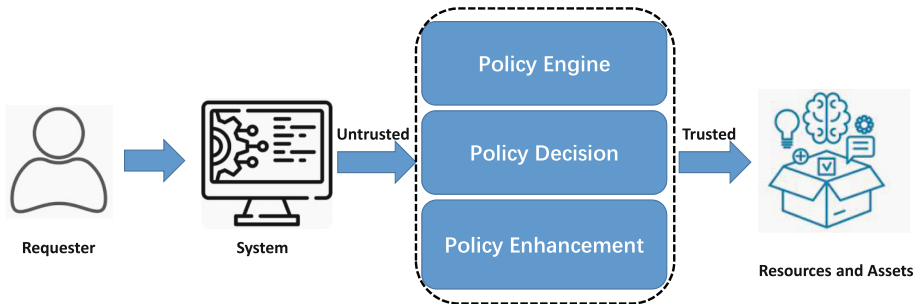 Policy Engine
Untrusted
Policy Decision
Trusted
Policy Enhancement
Requester
System
Resources and Assets